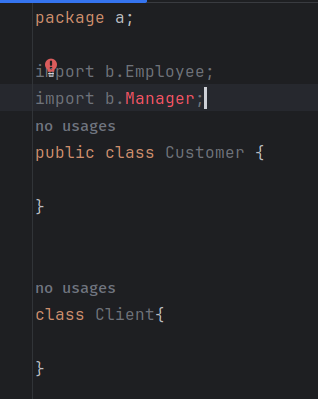 package a;
import b.Employee;
import b.Manager;
no usages
public class Customer {
}
no usages
class Client{
}